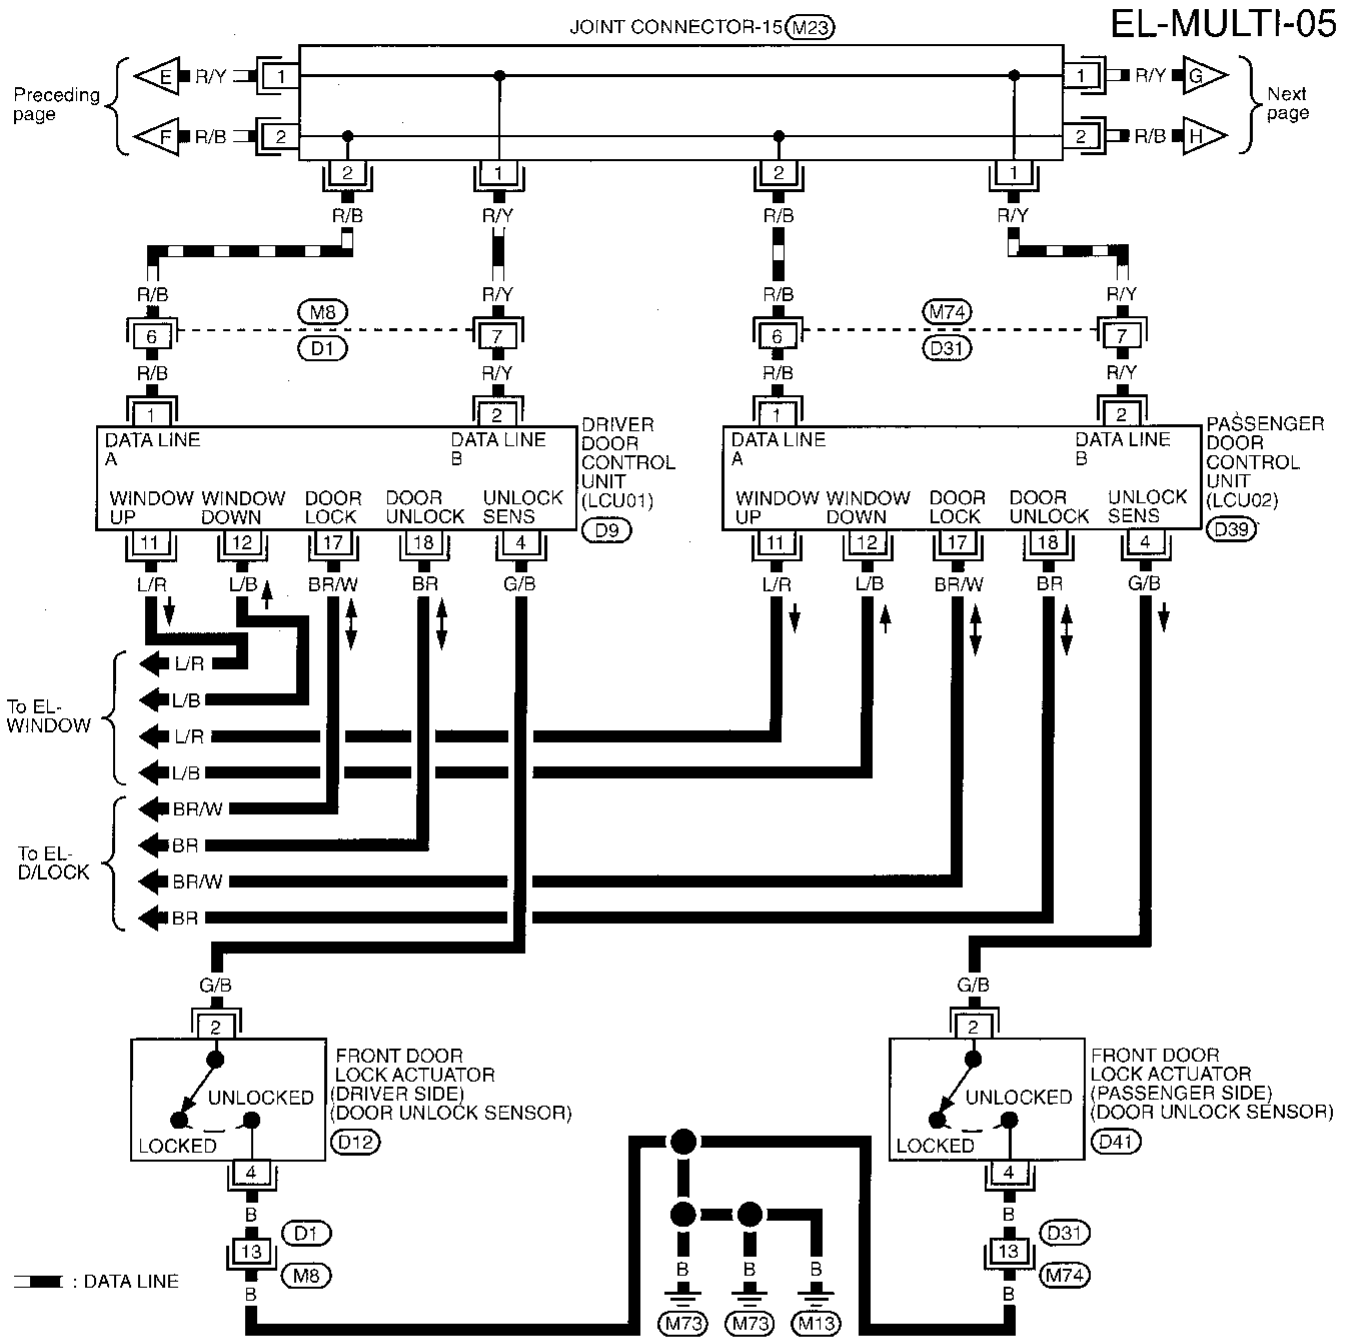 EL-MULTI-05
JOINT CONNECTOR-15 M23
Preceding
page
E R/Y 1
1 R/Y G
Next
page
F R/B 2
2 R/B H
2 1 2 1
R/B R/Y R/B R/Y
R/B R/Y R/B R/Y
M8 M74
6 7 6 7
D1 D31
R/B R/Y R/B R/Y
1 2 1 2
DATA LINE
A
DATA LINE
B
WINDOW
UP
WINDOW
DOWN
DOOR
LOCK
DOOR
UNLOCK
UNLOCK
SENS
DRIVER
DOOR
CONTROL
UNIT
(LCU01)
D9
DATA LINE
A
DATA LINE
B
WINDOW
UP
WINDOW
DOWN
DOOR
LOCK
DOOR
UNLOCK
UNLOCK
SENS
PASSENGER
DOOR
CONTROL
UNIT
(LCU02)
D39
11 12 17 18 4 11 12 17 18 4
L/R L/B BR/W BR G/B L/R L/B BR/W BR G/B
To EL-
WINDOW
L/R
L/B
L/R
L/B
To EL-
D/LOCK
BR/W
BR
BR/W
BR
G/B G/B
2 2
UNLOCKED
LOCKED
FRONT DOOR
LOCK ACTUATOR
(DRIVER SIDE)
(DOOR UNLOCK SENSOR)
D12
UNLOCKED
LOCKED
FRONT DOOR
LOCK ACTUATOR
(PASSENGER SIDE)
(DOOR UNLOCK SENSOR)
D41
4 4
B B
D1 D31
13 13
M8 M74
B B
B B B
M73 M73 M13
: DATA LINE